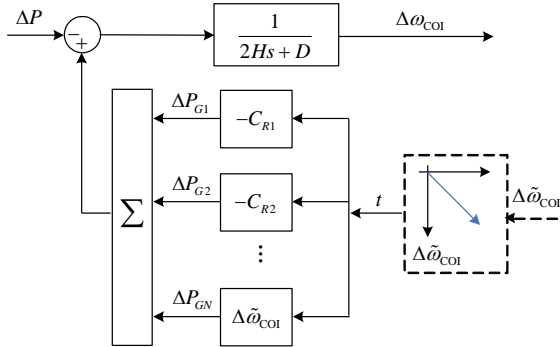 ΔP
−
+
1
2Hs + D
Δω_COI
∑
ΔP_G1
−C_R1
ΔP_G2
−C_R2
⋮
ΔP_GN
Δω̃_COI
t
Δω̃_COI
Δω̃_COI